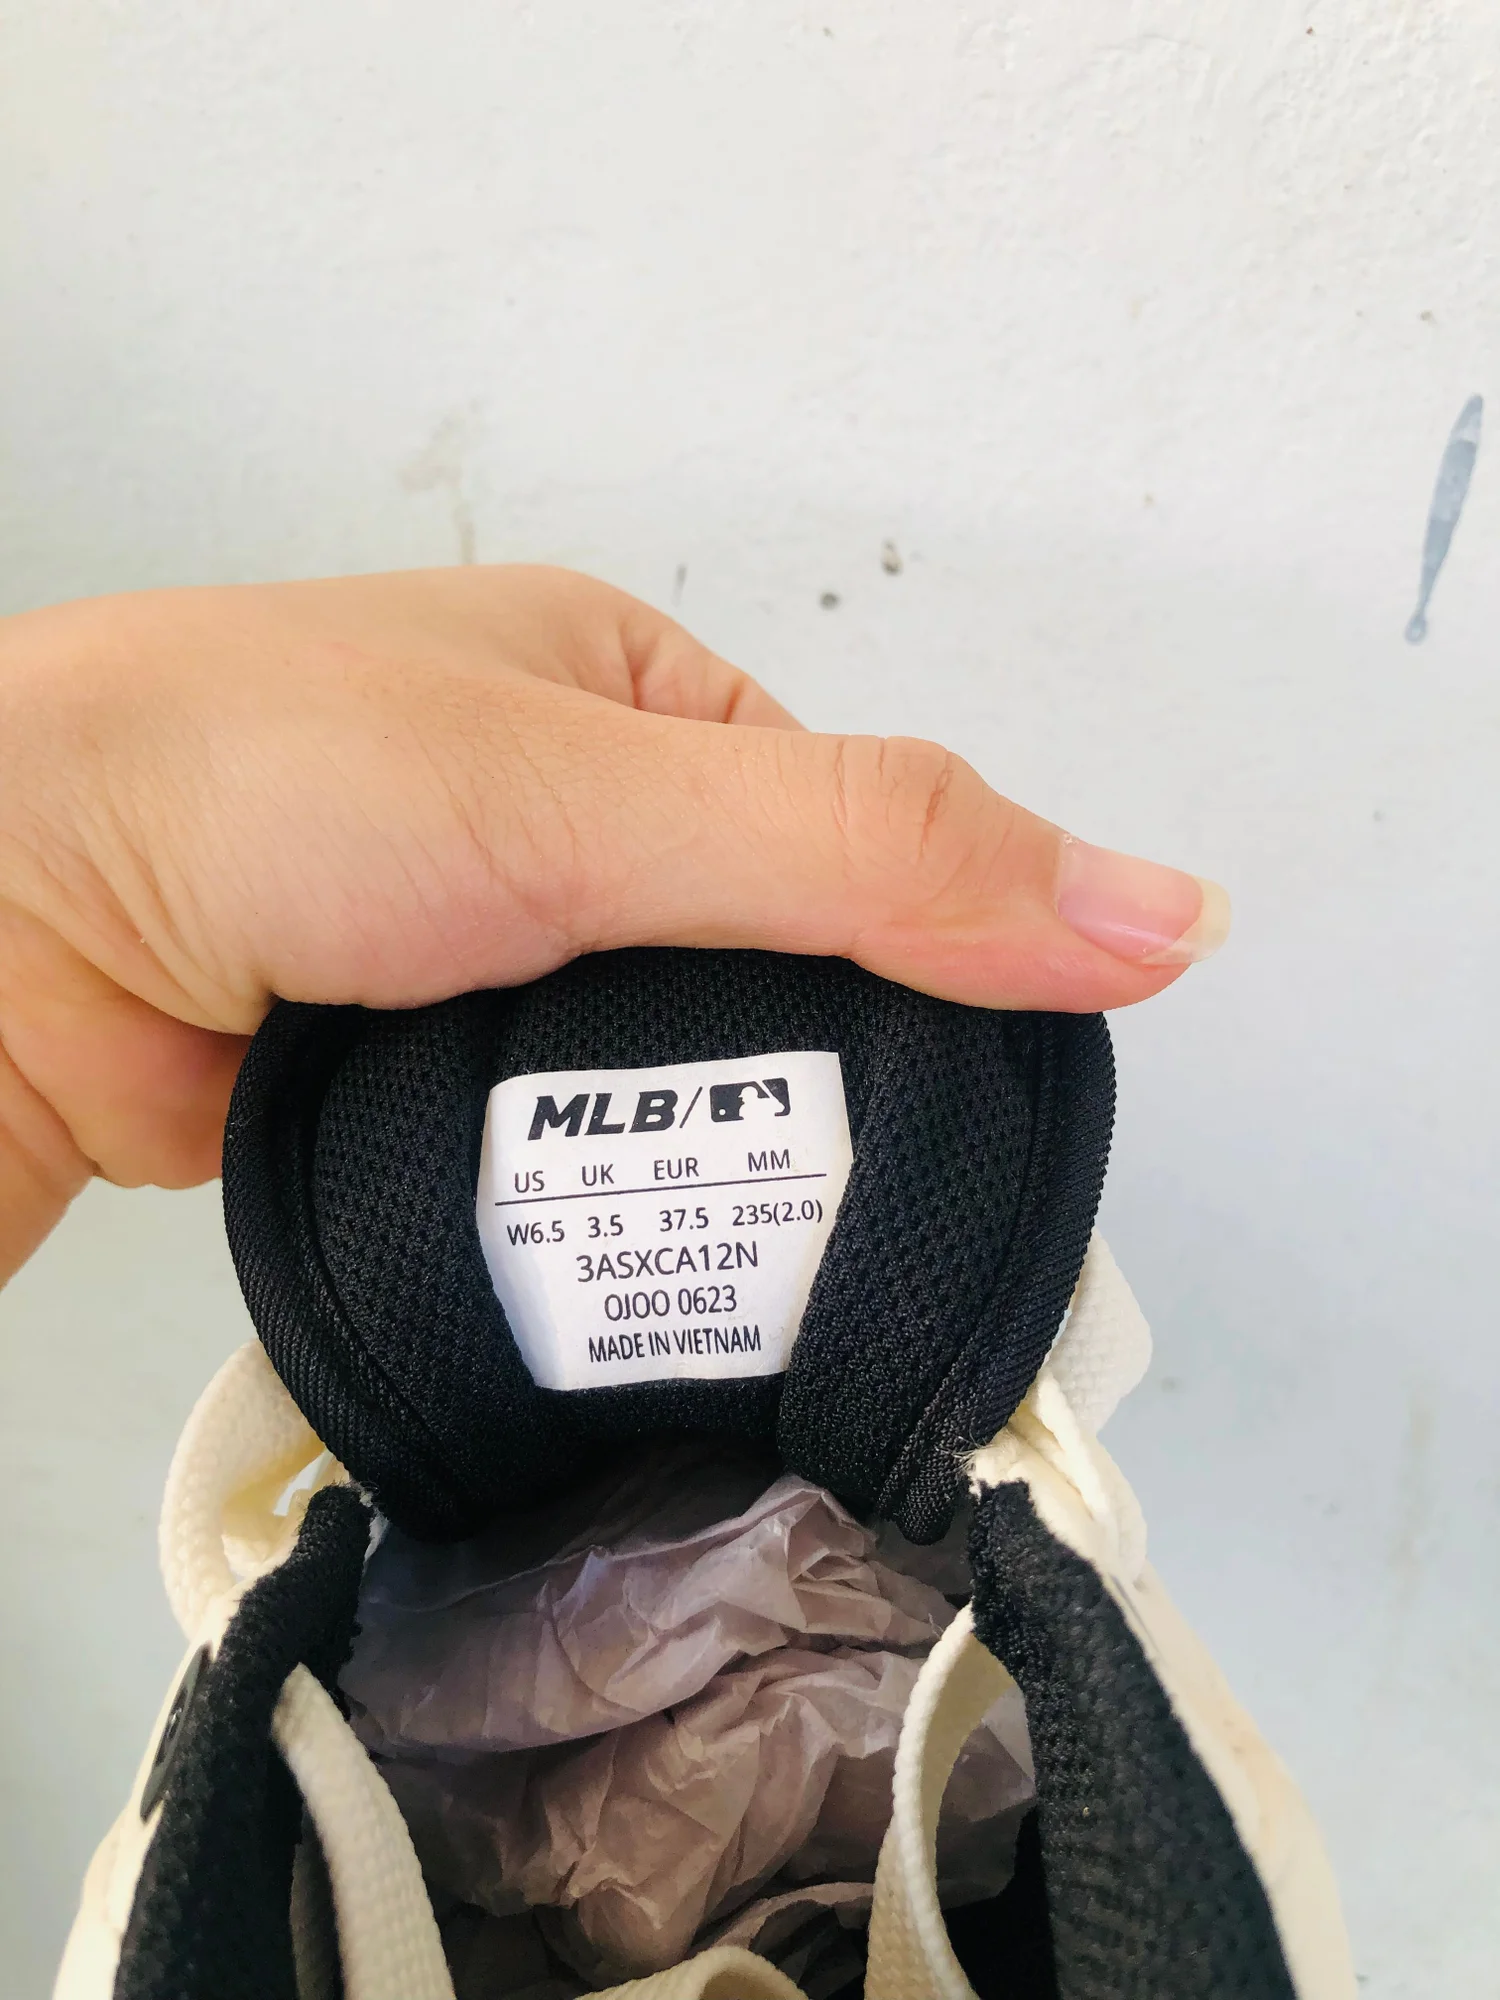 MLB/
US UK EUR MM
W6.5 3.5 37.5 235(2.0)
3ASXCA12N
OJOO 0623
MADE IN VIETNAM